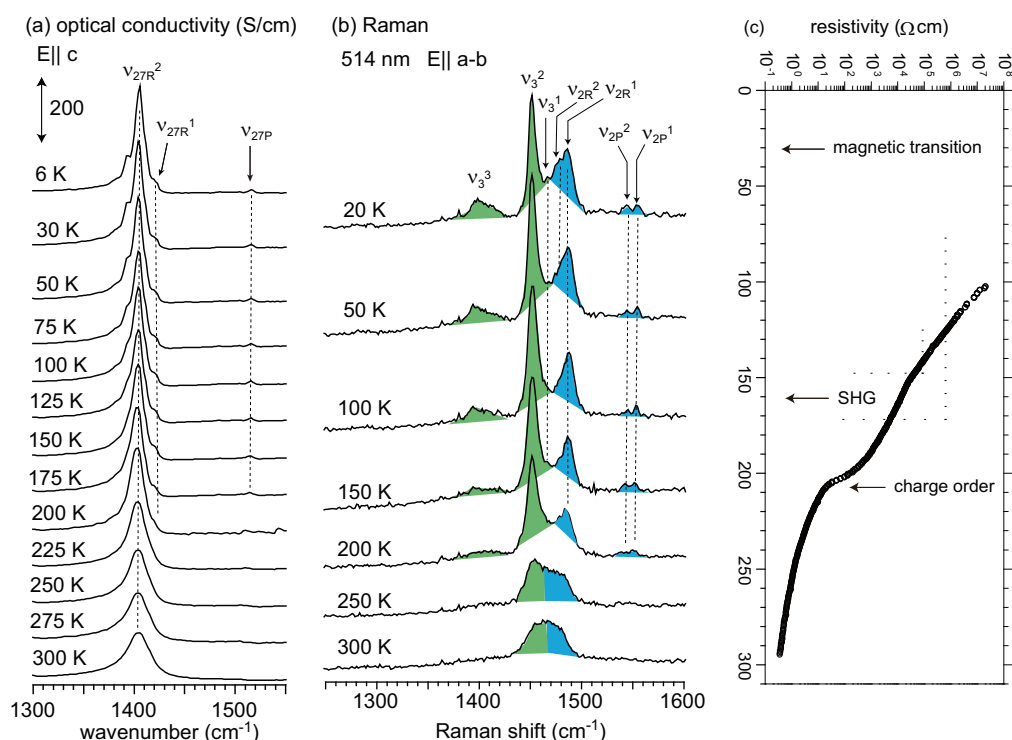 (a) optical conductivity (S/cm)
E|| c
200
ν27R²
ν27R¹
ν27P
6 K
30 K
50 K
75 K
100 K
125 K
150 K
175 K
200 K
225 K
250 K
275 K
300 K
1300 1400 1500
wavenumber (cm⁻¹)
(b) Raman
514 nm E|| a-b
ν3²
ν3¹
ν2R²
ν2R¹
ν2P²
ν2P¹
ν3³
20 K
50 K
100 K
150 K
200 K
250 K
300 K
1300 1400 1500 1600
Raman shift (cm⁻¹)
(c) resistivity (Ω cm)
10⁻¹ 10⁰ 10¹ 10² 10³ 10⁴ 10⁵ 10⁶ 10⁷ 10⁸
0
50
100
150
200
250
300
magnetic transition
SHG
charge order